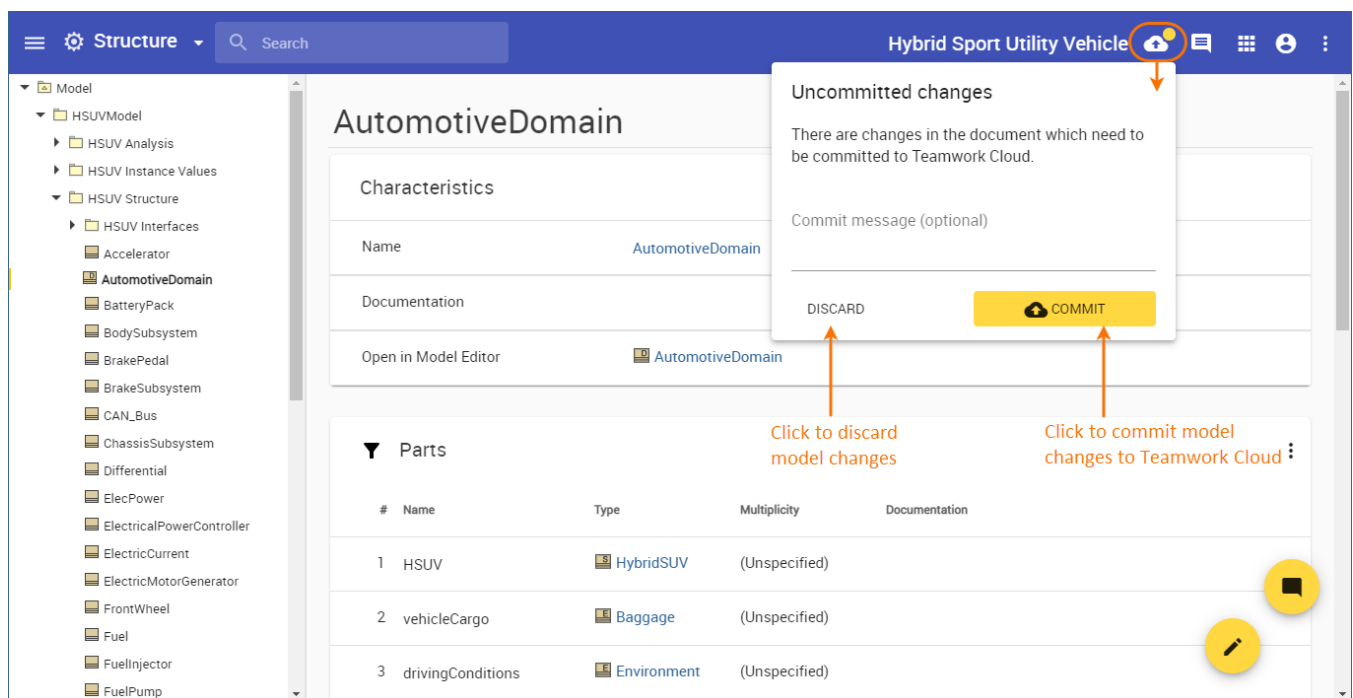 Structure
Search
Hybrid Sport Utility Vehicle
Model
HSUVModel
HSUV Analysis
HSUV Instance Values
HSUV Structure
HSUV Interfaces
Accelerator
AutomotiveDomain
BatteryPack
BodySubsystem
BrakePedal
BrakeSubsystem
CAN_Bus
ChassisSubsystem
Differential
ElecPower
ElectricalPowerController
ElectricCurrent
ElectricMotorGenerator
FrontWheel
Fuel
FuelInjector
FuelPump
AutomotiveDomain
Characteristics
Name AutomotiveDomain
Documentation
Open in Model Editor AutomotiveDomain
Uncommitted changes
There are changes in the document which need to
be committed to Teamwork Cloud.
Commit message (optional)
DISCARD COMMIT
Click to discard
model changes
Click to commit model
changes to Teamwork Cloud
Parts
# Name Type Multiplicity Documentation
1 HSUV HybridSUV (Unspecified)
2 vehicleCargo Baggage (Unspecified)
3 drivingConditions Environment (Unspecified)